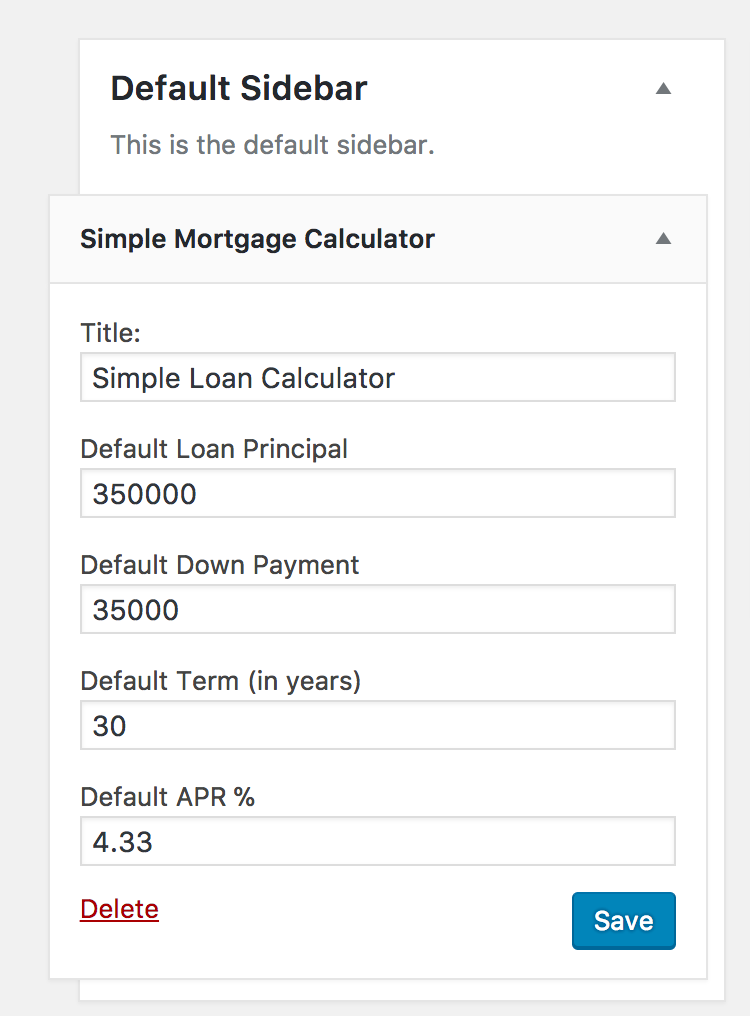 Default Sidebar
This is the default sidebar.
Simple Mortgage Calculator
Title:
Simple Loan Calculator
Default Loan Principal
350000
Default Down Payment
35000
Default Term (in years)
30
Default APR %
4.33
Delete
Save